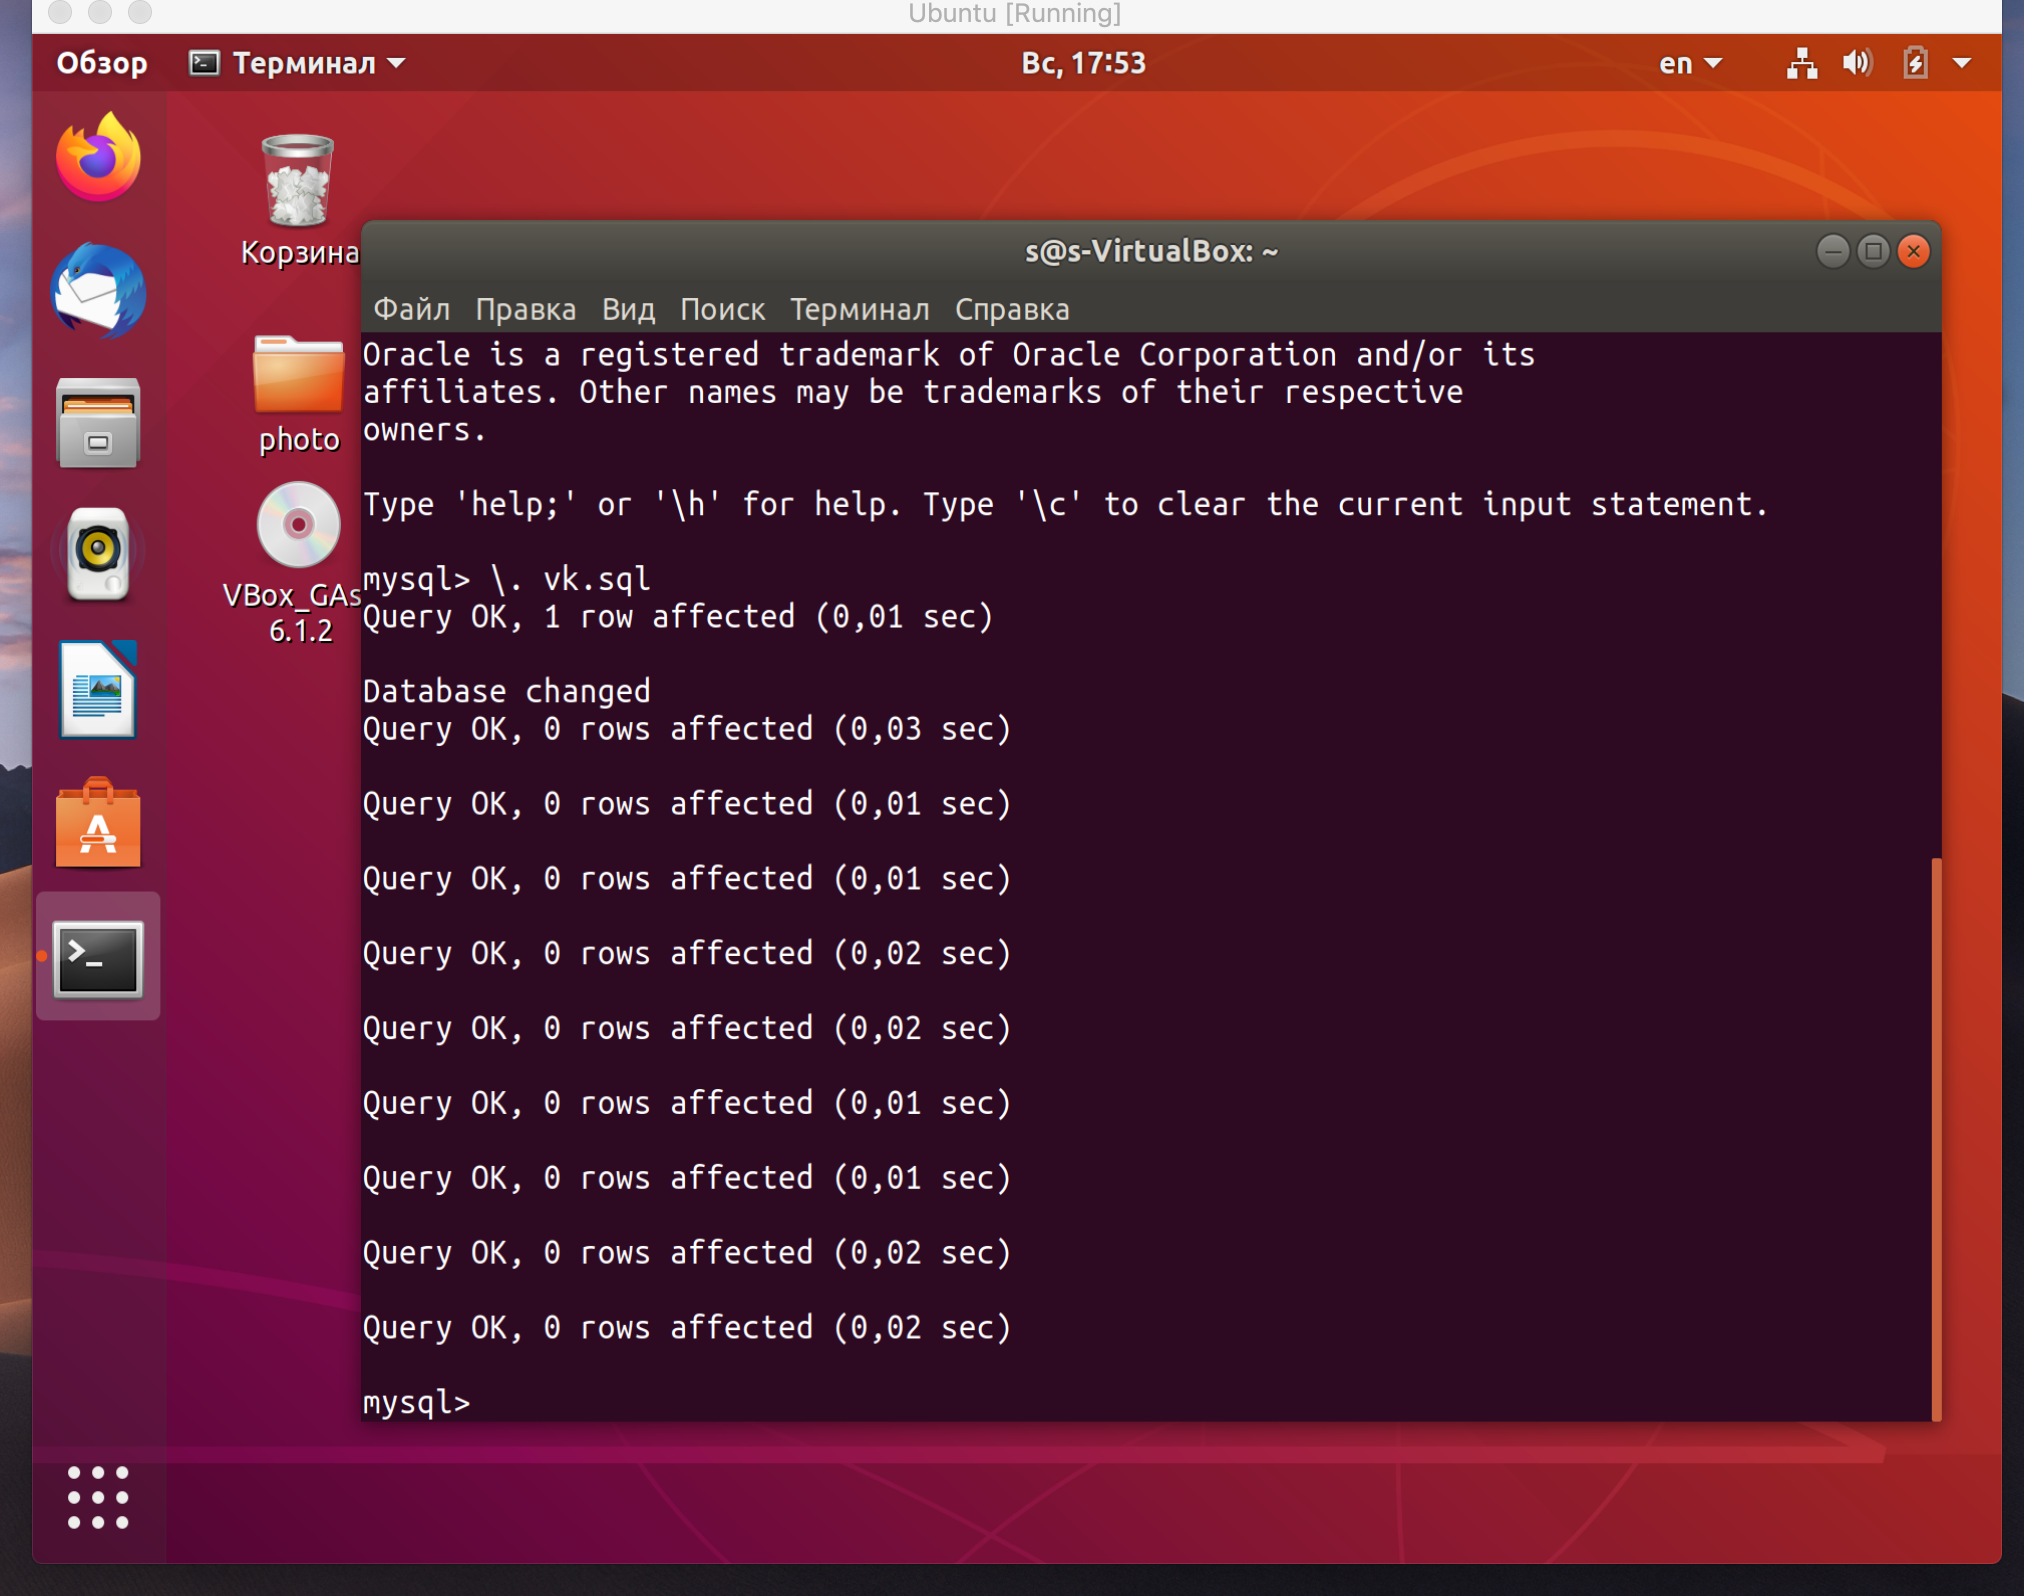 Ubuntu [Running]
Обзор Терминал Вс, 17:53 en
Корзина
photo
VBox_GAs
6.1.2
s@s-VirtualBox: ~
Файл Правка Вид Поиск Терминал Справка
Oracle is a registered trademark of Oracle Corporation and/or its
affiliates. Other names may be trademarks of their respective
owners.
Type 'help;' or '\h' for help. Type '\c' to clear the current input statement.
mysql> \. vk.sql
Query OK, 1 row affected (0,01 sec)
Database changed
Query OK, 0 rows affected (0,03 sec)
Query OK, 0 rows affected (0,01 sec)
Query OK, 0 rows affected (0,01 sec)
Query OK, 0 rows affected (0,02 sec)
Query OK, 0 rows affected (0,02 sec)
Query OK, 0 rows affected (0,01 sec)
Query OK, 0 rows affected (0,01 sec)
Query OK, 0 rows affected (0,02 sec)
Query OK, 0 rows affected (0,02 sec)
mysql>